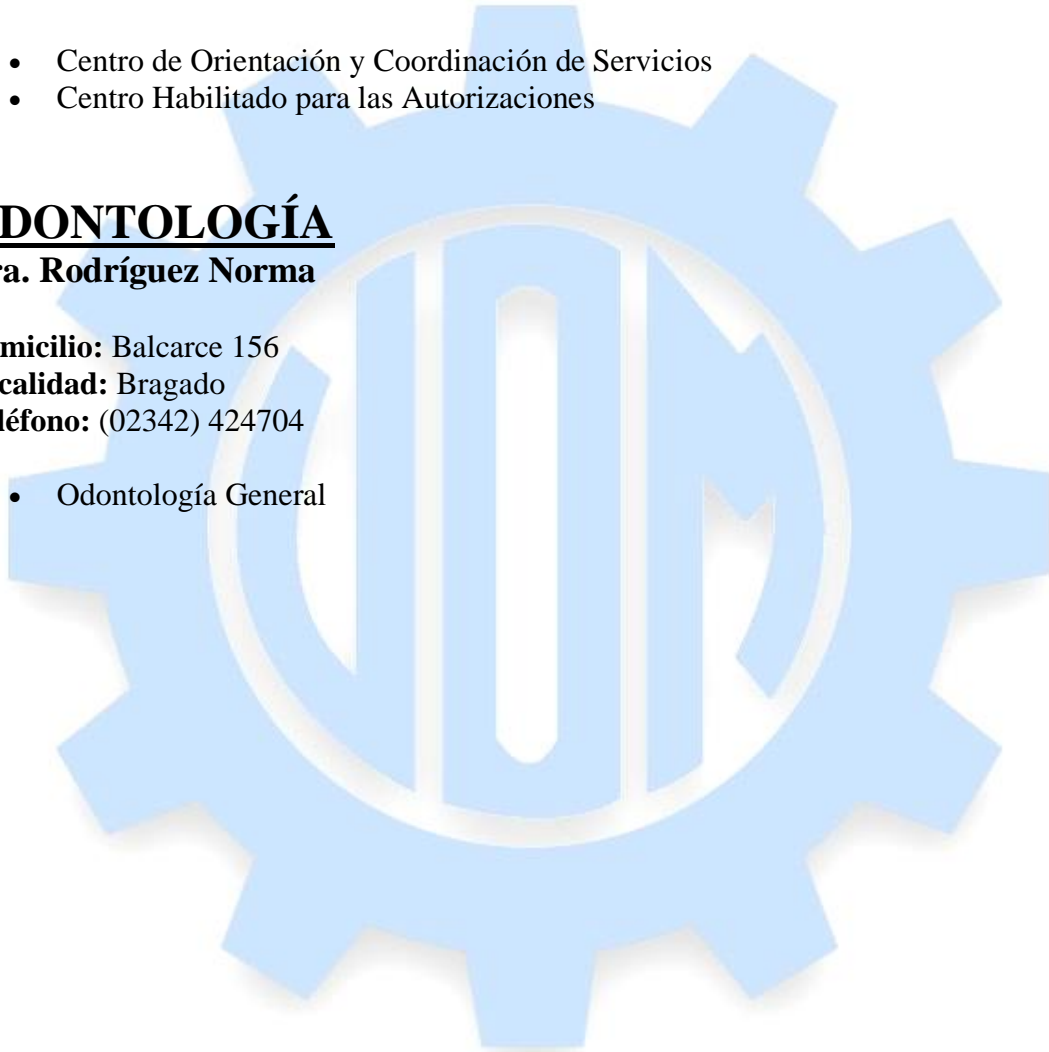 • Centro de Orientación y Coordinación de Servicios
• Centro Habilitado para las Autorizaciones
DONTOLOGÍA
ra. Rodríguez Norma
micilio: Balcarce 156
calidad: Bragado
léfono: (02342) 424704
• Odontología General
UOM